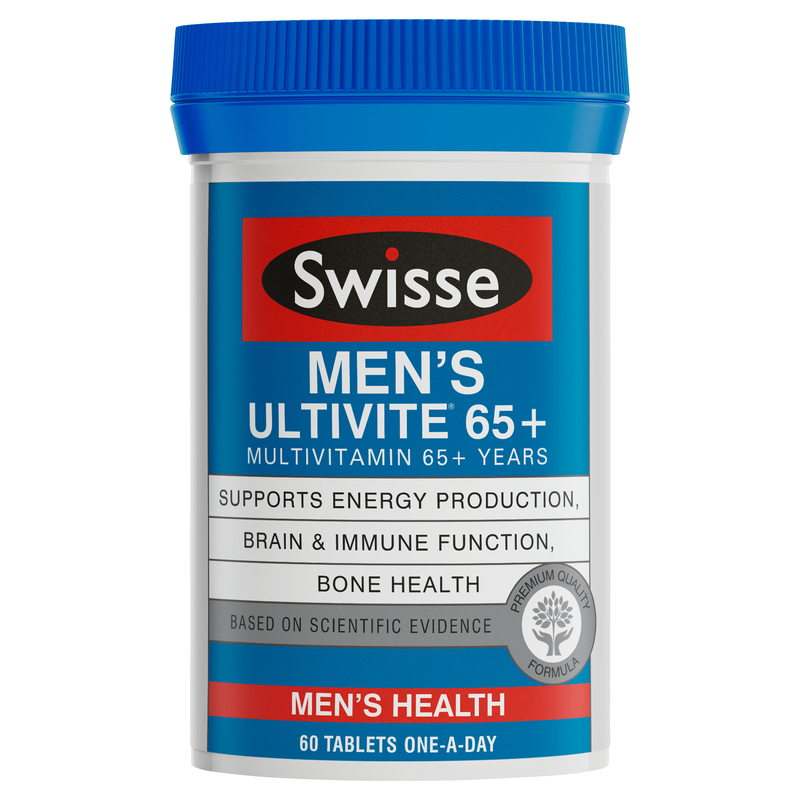 Swisse
MEN'S
ULTIVITE® 65+
MULTIVITAMIN 65+ YEARS
SUPPORTS ENERGY PRODUCTION,
BRAIN & IMMUNE FUNCTION,
BONE HEALTH
BASED ON SCIENTIFIC EVIDENCE
PREMIUM QUALITY
FORMULA
MEN'S HEALTH
60 TABLETS ONE-A-DAY